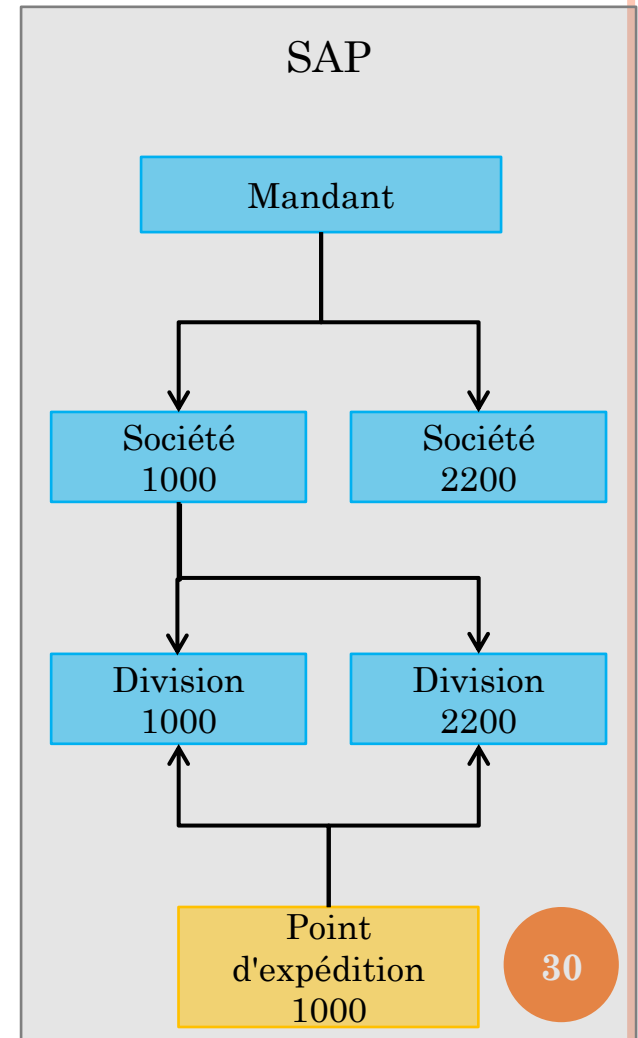 SAP
Mandant
Société
1000
Société
2200
Division
1000
Division
2200
Point
d'expédition
1000
30